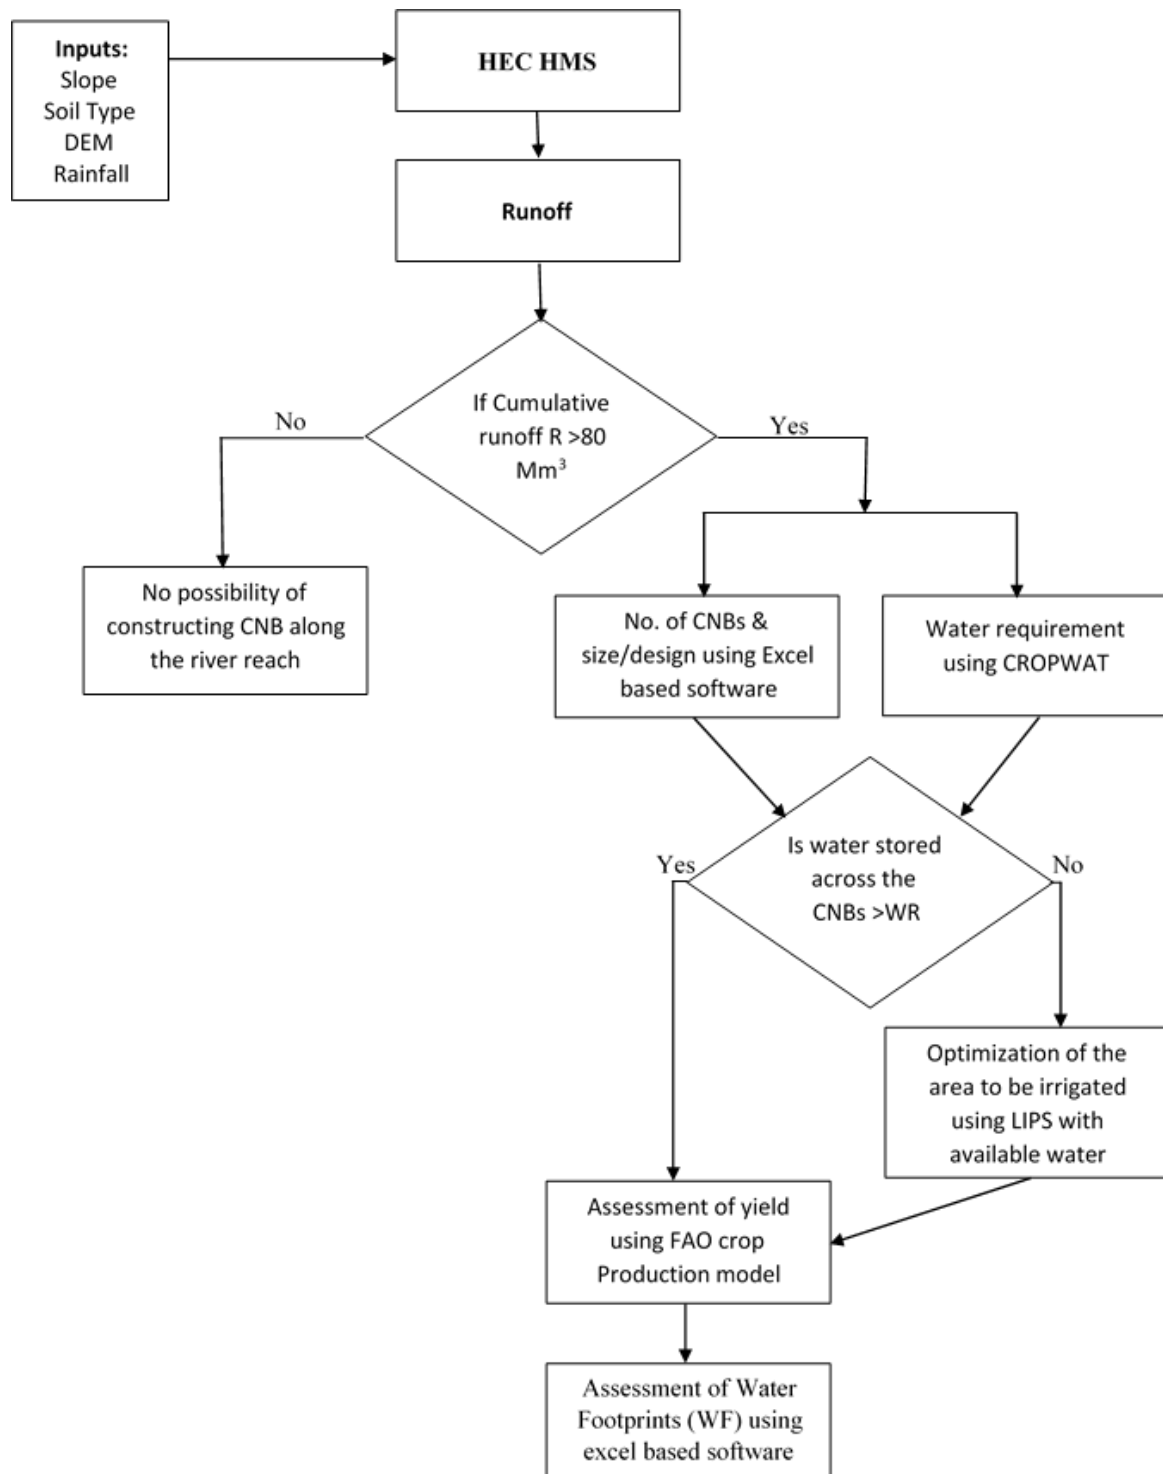 Inputs:
Slope
Soil Type
DEM
Rainfall
HEC HMS
Runoff
If Cumulative
runoff R >80
Mm³
No
Yes
No possibility of
constructing CNB along
the river reach
No. of CNBs &
size/design using Excel
based software
Water requirement
using CROPWAT
Is water stored
across the
CNBs >WR
Yes
No
Optimization of the
area to be irrigated
using LIPS with
available water
Assessment of yield
using FAO crop
Production model
Assessment of Water
Footprints (WF) using
excel based software